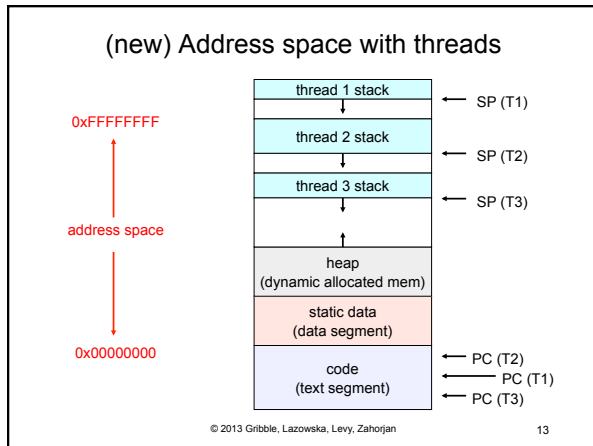 (new) Address space with threads
thread 1 stack
SP (T1)
0xFFFFFFFF
thread 2 stack
SP (T2)
thread 3 stack
SP (T3)
address space
heap
(dynamic allocated mem)
static data
(data segment)
0x00000000
code
(text segment)
PC (T2)
PC (T1)
PC (T3)
© 2013 Gribble, Lazowska, Levy, Zahorjan
13